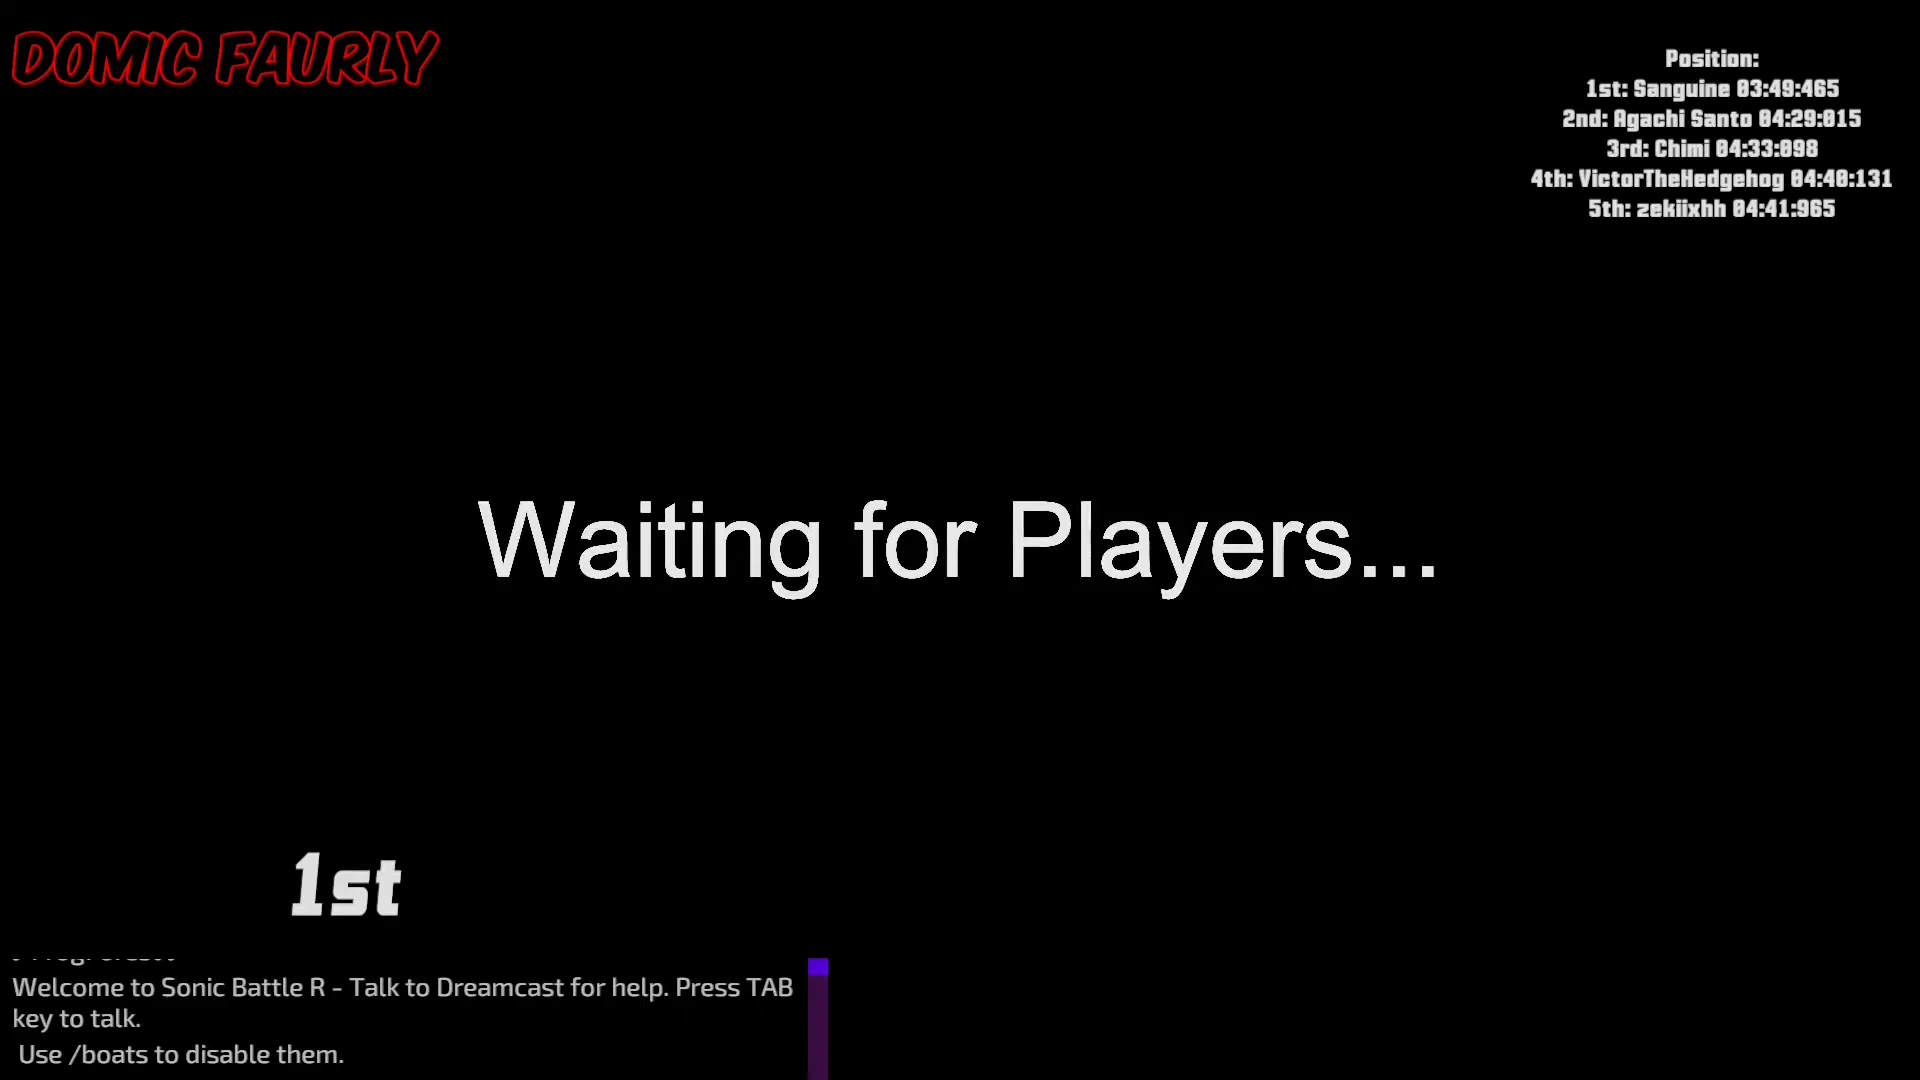 DOMIC FAURLY
Position:
1st: Sanguine 03:49:465
2nd: Agachi Santo 04:29:015
3rd: Chimi 04:33:098
4th: VictorTheHedgehog 04:40:131
5th: zekiixhh 04:41:965
Waiting for Players...
1st
Welcome to Sonic Battle R - Talk to Dreamcast for help. Press TAB
key to talk.
Use /boats to disable them.